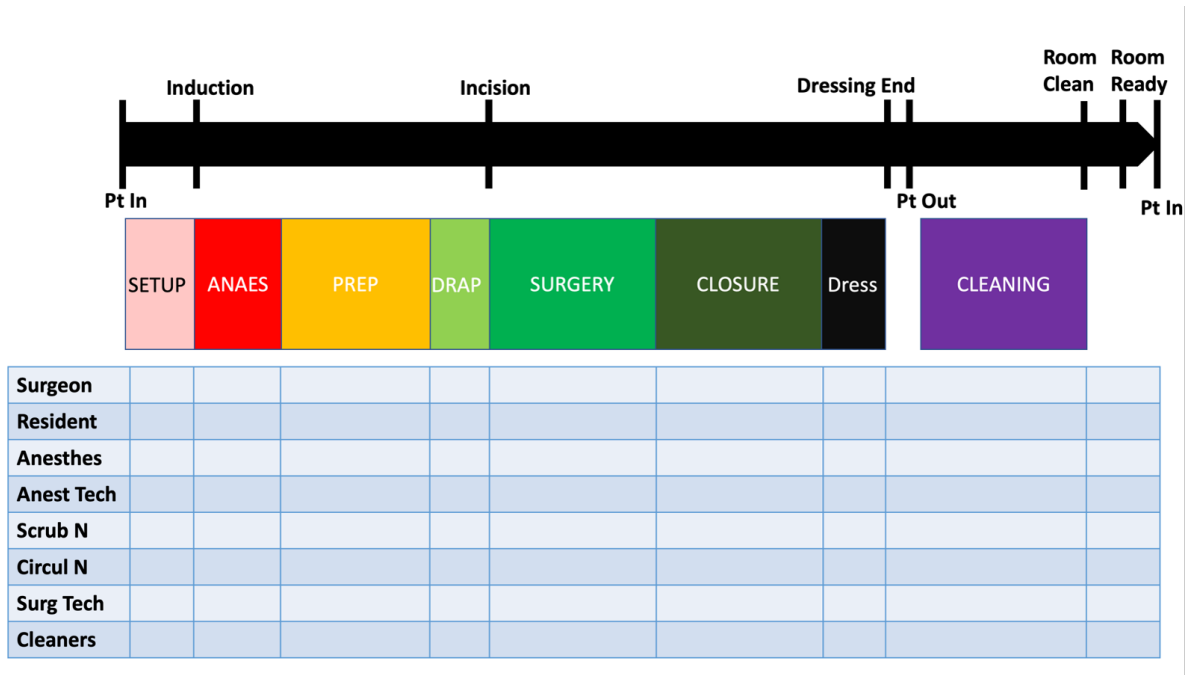 Room Room
Clean Ready
Induction
Incision
Dressing End
Pt In
Pt Out
Pt In
SETUP
ANAES
PREP
DRAP
SURGERY
CLOSURE
Dress
CLEANING
Surgeon
Resident
Anesthes
Anest Tech
Scrub N
Circul N
Surg Tech
Cleaners